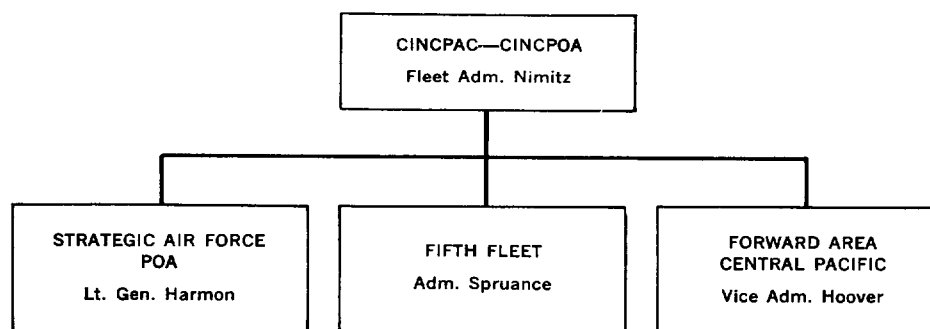 CINCPAC—CINCPOA
Fleet Adm. Nimitz
STRATEGIC AIR FORCE
POA
Lt. Gen. Harmon
FIFTH FLEET
Adm. Spruance
FORWARD AREA
CENTRAL PACIFIC
Vice Adm. Hoover